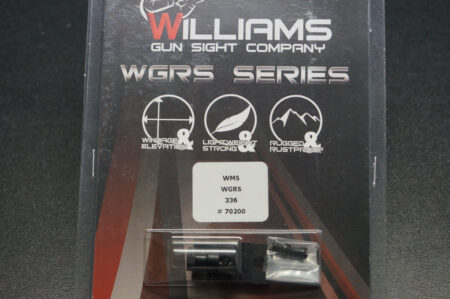 WILLIAMS
GUN SIGHT COMPANY
WGRS SERIES
WINDAGE & ELEVATION
LIGHTWEIGHT & STRONG
RUGGED & RUSTPROOF
WMS
WGRS
336
# 70200